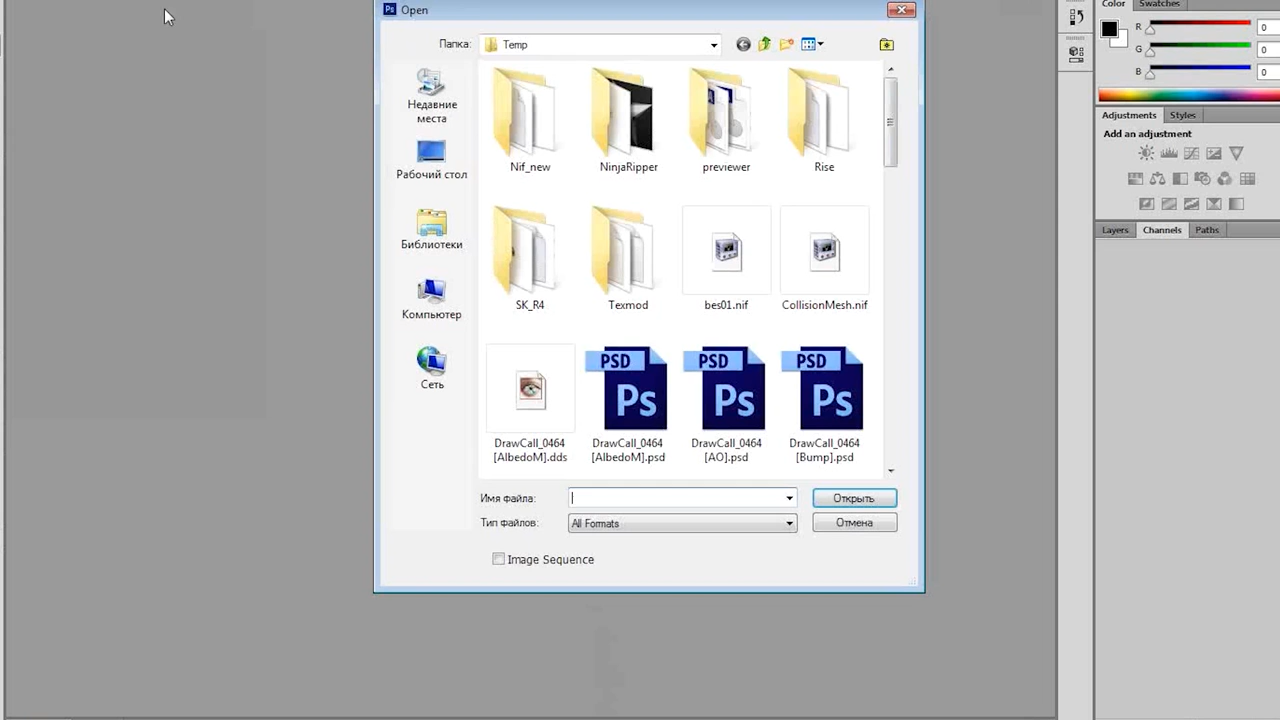 Ps Open
Color Swatches
R 0
G 0
B 0
Adjustments Styles
Add an adjustment
Layers Channels Paths
Папка: Temp
Недавние
места
Рабочий стол
Библиотеки
Компьютер
Сеть
Nif_new NinjaRipper previewer Rise
SK_R4 Texmod bes01.nif CollisionMesh.nif
PSD PSD PSD
Ps Ps Ps
DrawCall_0464
[AlbedoM].dds
DrawCall_0464
[AlbedoM].psd
DrawCall_0464
[AO].psd
DrawCall_0464
[Bump].psd
Имя файла: Открыть
Тип файлов: All Formats Отмена
Image Sequence